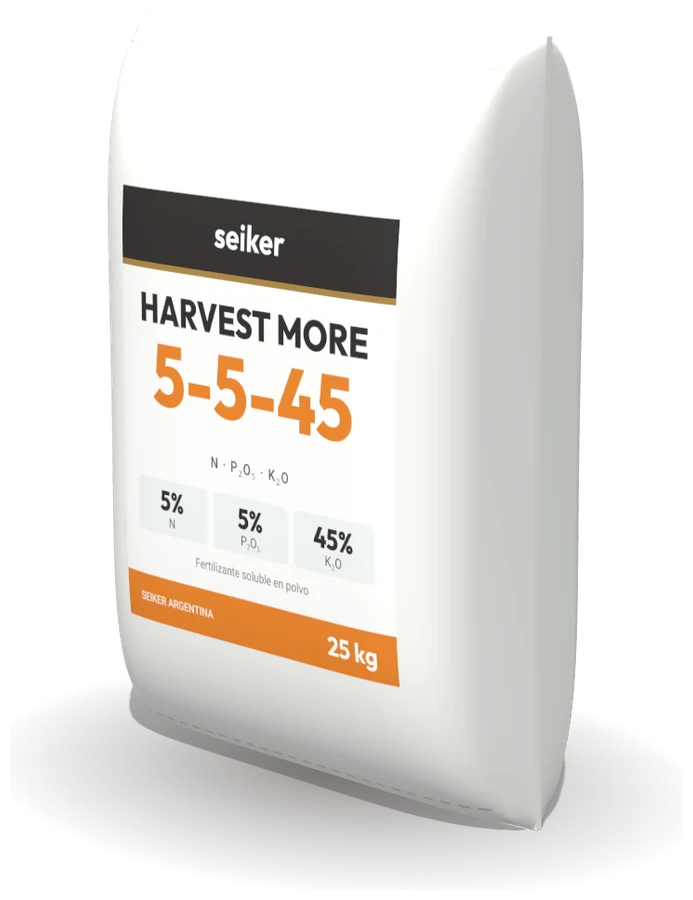 seiker
HARVEST MORE
5-5-45
N · P₂O₅ · K₂O
5% 5% 45%
N P₂O₅ K₂O
Fertilizante soluble en polvo
SEIKER ARGENTINA 25 kg